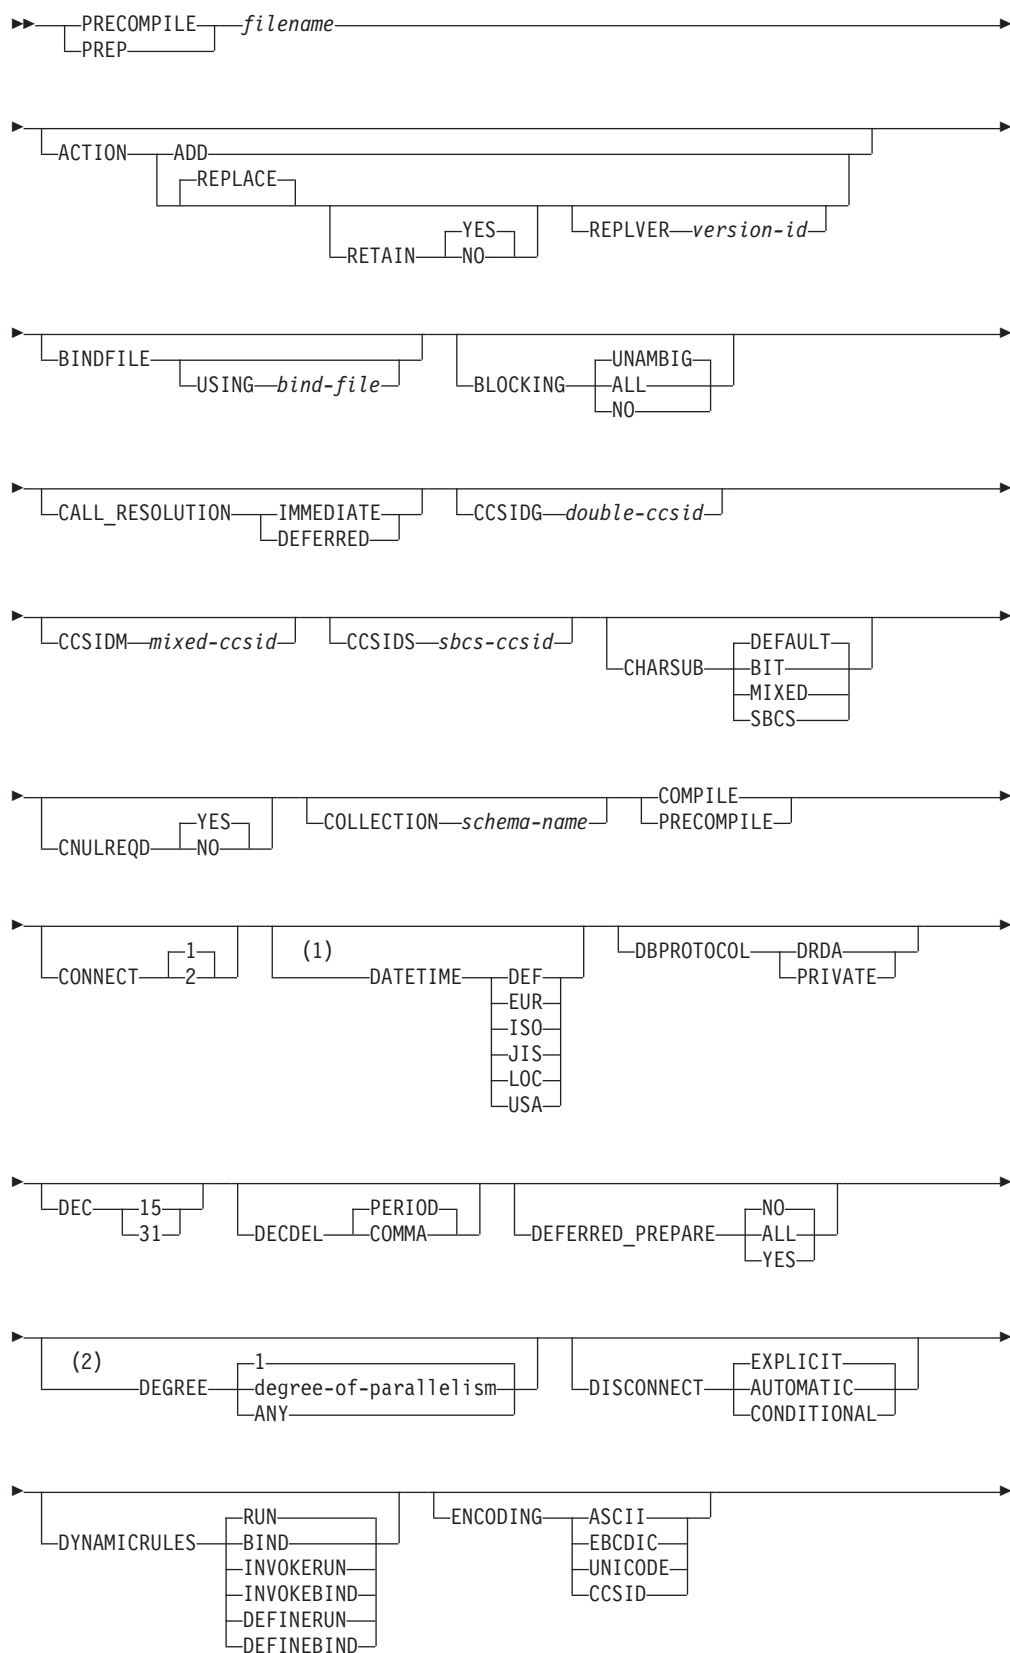 PRECOMPILE filename
PREP
ACTION ADD
REPLACE
YES REPLVER version-id
RETAIN NO
BINDFILE UNAMBIG
USING bind-file BLOCKING ALL
NO
CALL_RESOLUTION IMMEDIATE CCSIDG double-ccsid
DEFERRED
CCSIDM mixed-ccsid CCSIDS sbcs-ccsid DEFAULT
CHARSUB BIT
MIXED
SBCS
COMPILE
YES COLLECTION schema-name PRECOMPILE
CNULREQD NO
1 (1) DBPROTOCOL DRDA
CONNECT 2 DATETIME DEF PRIVATE
EUR
ISO
JIS
LOC
USA
DEC 15 PERIOD NO
31 DECDEL COMMA DEFERRED_PREPARE ALL
YES
(2) 1 EXPLICIT
DEGREE degree-of-parallelism DISCONNECT AUTOMATIC
ANY CONDITIONAL
RUN ENCODING ASCII
DYNAMICRULES BIND EBCDIC
INVOKERUN UNICODE
INVOKEBIND CCSID
DEFINERUN
DEFINEBIND